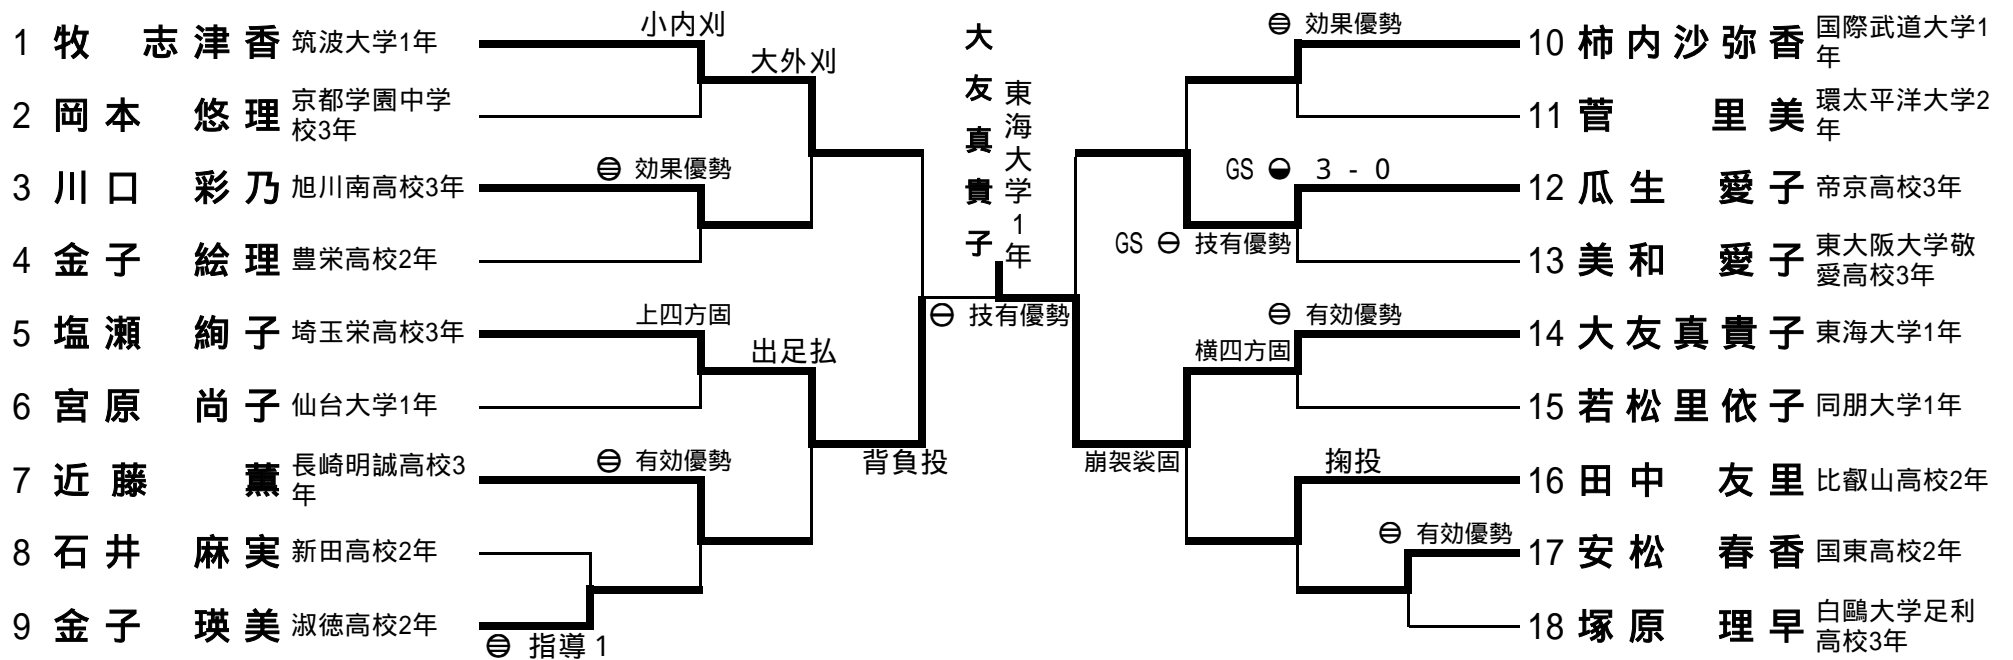 1 牧 志津香 筑波大学1年
2 岡本 悠理 京都学園中学
校3年
3 川口 彩乃 旭川南高校3年
4 金子 絵理 豊栄高校2年
5 塩瀬 絢子 埼玉栄高校3年
6 宮原 尚子 仙台大学1年
7 近藤 薫 長崎明誠高校3
年
8 石井 麻実 新田高校2年
9 金子 瑛美 淑徳高校2年
小内刈
大外刈
効果優勢
上四方固
出足払
有効優勢
指導1
背負投
技有優勢
大友真貴子
東海大学1年
効果優勢
GS 3-0
GS 技有優勢
有効優勢
横四方固
崩袈裟固
掬投
有効優勢
10 柿内沙弥香 国際武道大学1
年
11 菅 里美 環太平洋大学2
年
12 瓜生 愛子 帝京高校3年
13 美和 愛子 東大阪大学敬
愛高校3年
14 大友真貴子 東海大学1年
15 若松里依子 同朋大学1年
16 田中 友里 比叡山高校2年
17 安松 春香 国東高校2年
18 塚原 理早 白鷗大学足利
高校3年